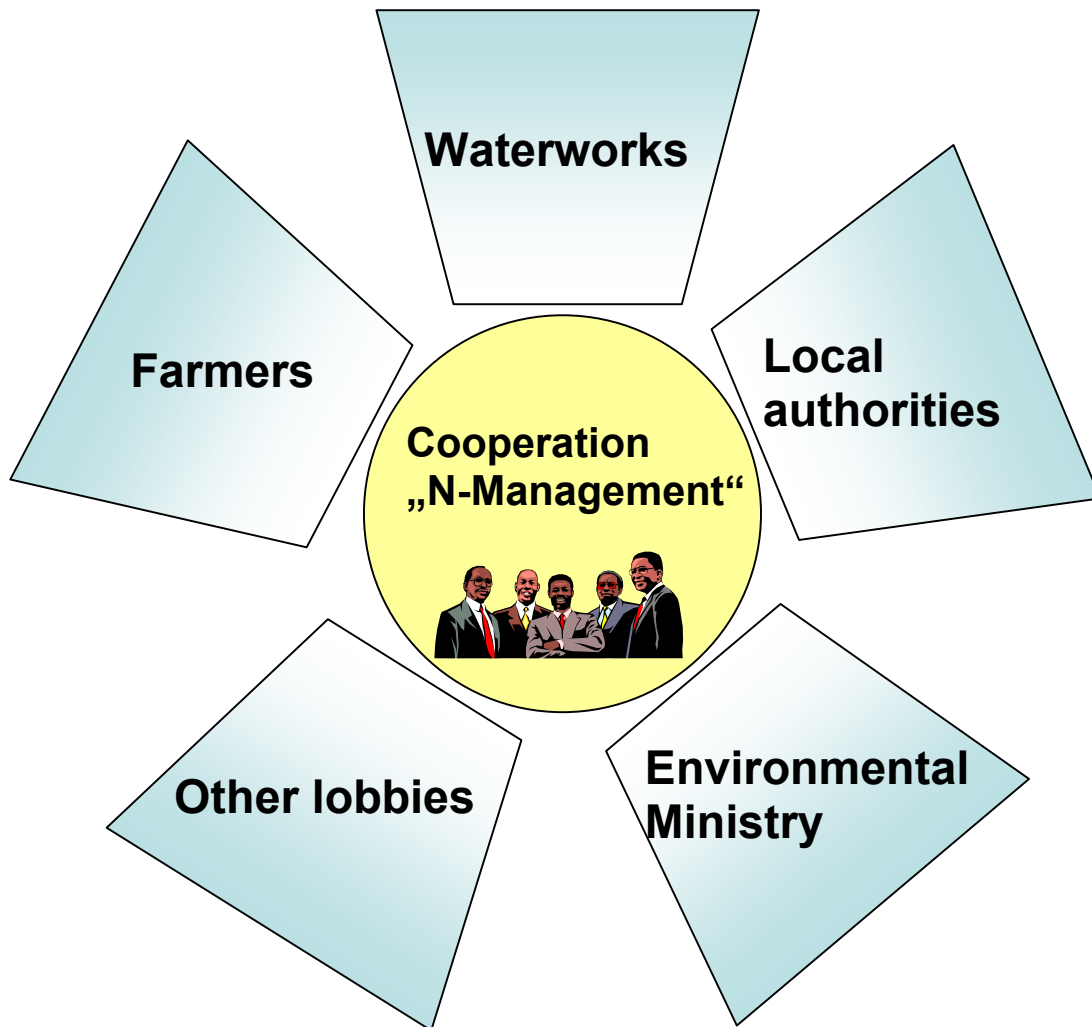 Waterworks
Farmers
Local
authorities
Cooperation
„N-Management“
Other lobbies
Environmental
Ministry